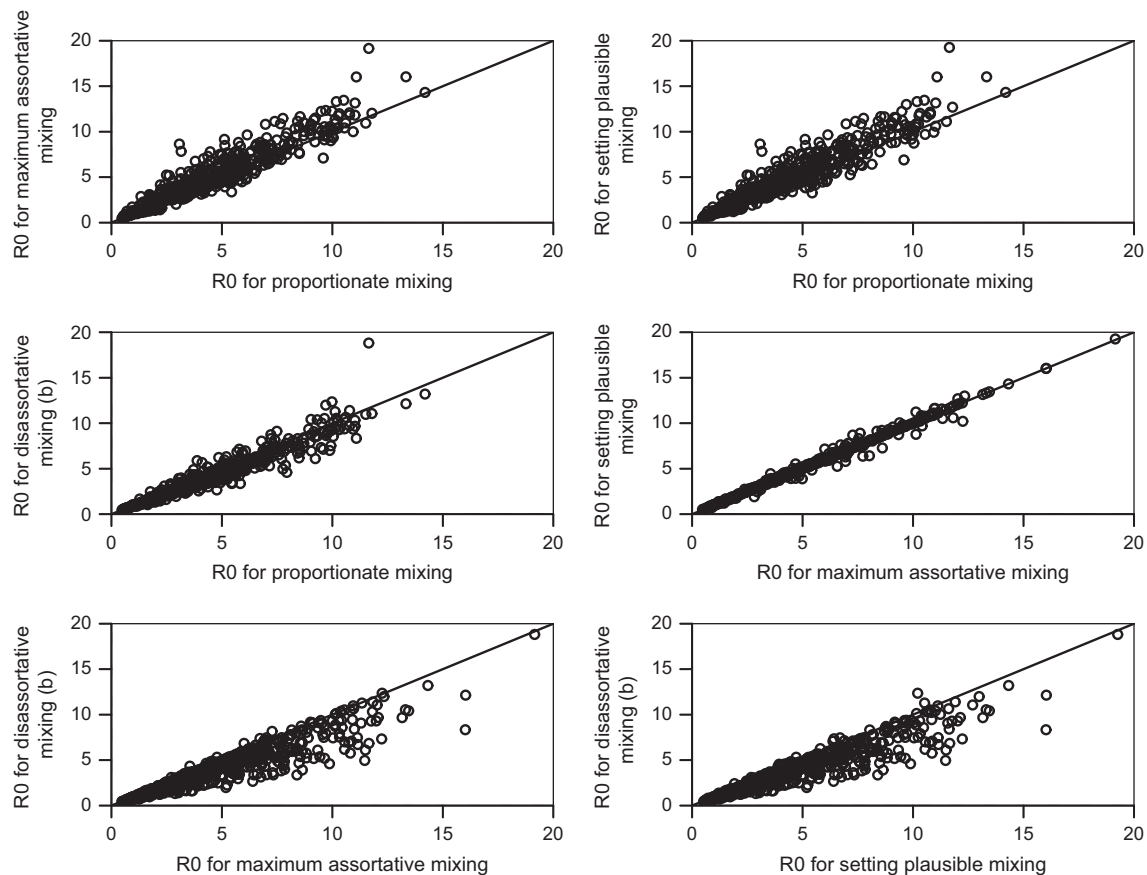 R0 for maximum assortative
mixing
20
15
10
5
0
0 5 10 15 20
R0 for proportionate mixing
R0 for setting plausible
mixing
20
15
10
5
0
0 5 10 15 20
R0 for proportionate mixing
R0 for disassortative
mixing (b)
20
15
10
5
0
0 5 10 15 20
R0 for proportionate mixing
R0 for setting plausible
mixing
20
15
10
5
0
0 5 10 15 20
R0 for maximum assortative mixing
R0 for disassortative
mixing (b)
20
15
10
5
0
0 5 10 15 20
R0 for maximum assortative mixing
R0 for disassortative
mixing (b)
20
15
10
5
0
0 5 10 15 20
R0 for setting plausible mixing